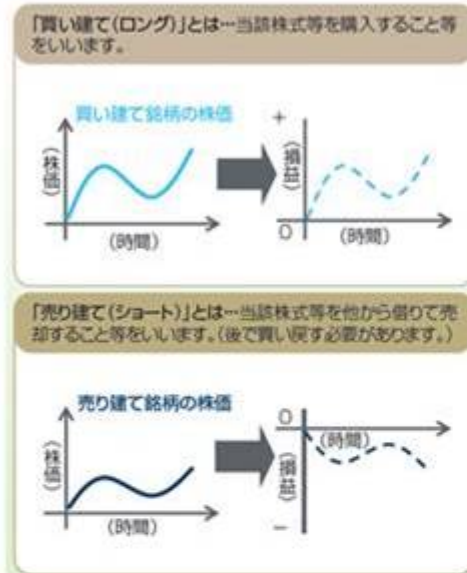 「買い建て(ロング)」とは…当該株式等を購入すること等
をいいます。
買い建て銘柄の株価
(株価)
(時間)
+
(損益)
0
(時間)
「売り建て(ショート)」とは…当該株式等を他から借りて売
却すること等をいいます。(後で買い戻す必要があります。)
売り建て銘柄の株価
(株価)
(時間)
0
(時間)
(損益)
−